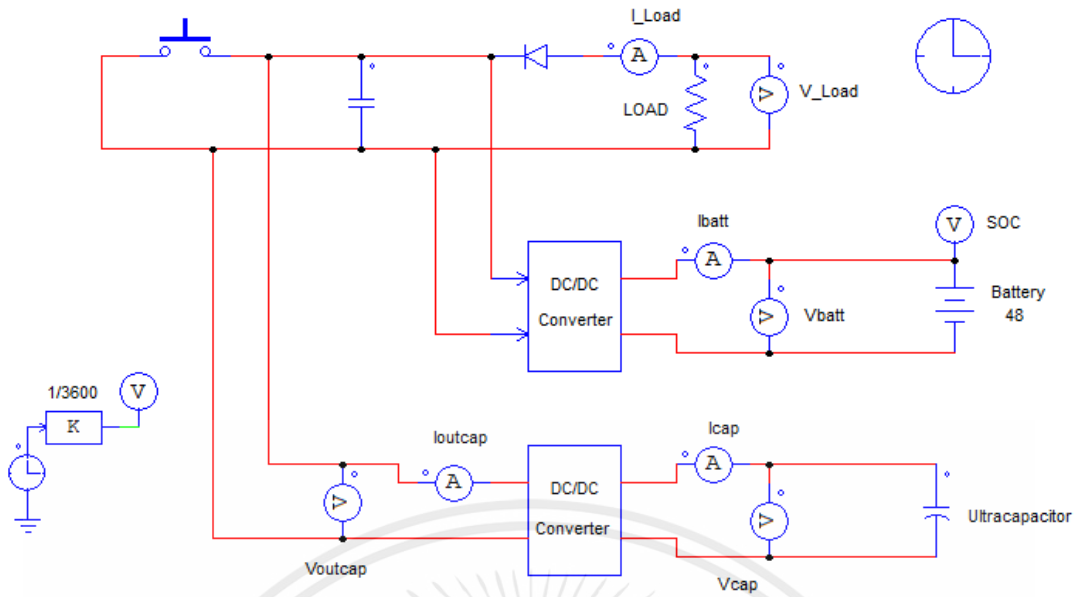 I_Load
A
LOAD
V
V_Load
Ibatt
A
V
SOC
DC/DC
Converter
V
Vbatt
Battery
48
1/3600
V
K
Ioutcap
A
V
Voutcap
DC/DC
Converter
Icap
A
V
Vcap
Ultracapacitor